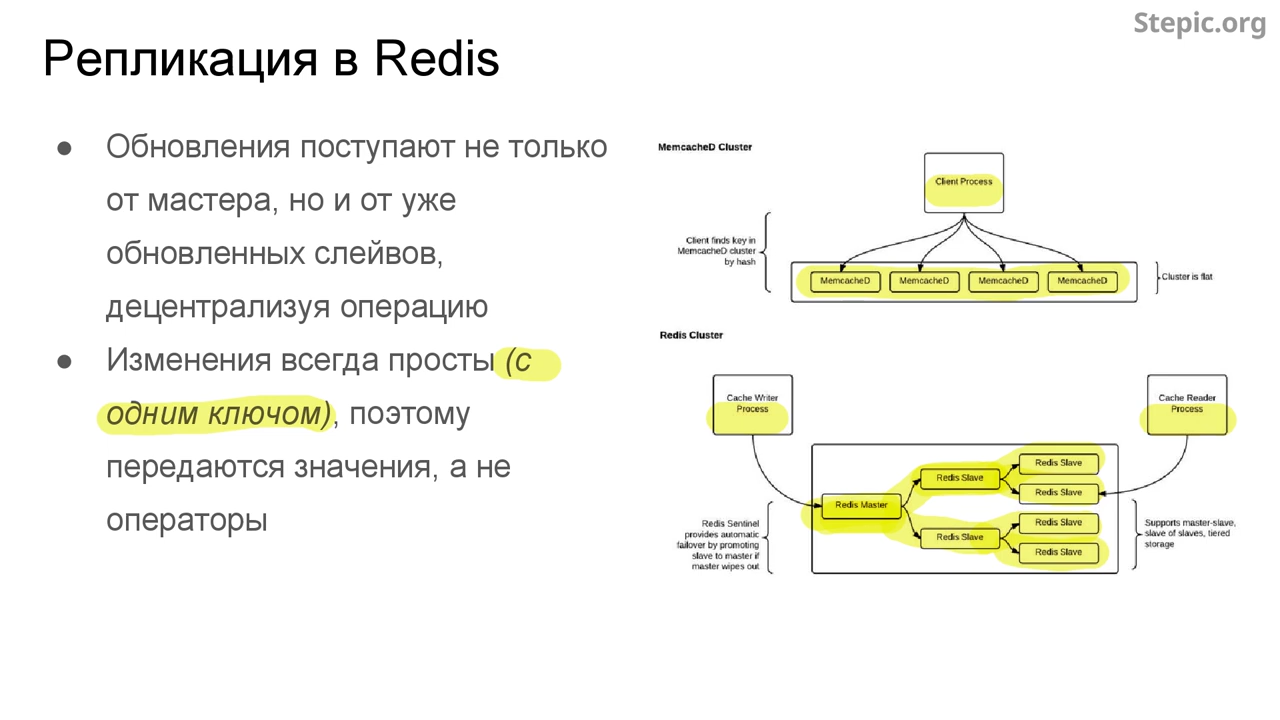 Stepic.org
Репликация в Redis
● Обновления поступают не только
от мастера, но и от уже
обновленных слейвов,
децентрализуя операцию
● Изменения всегда просты (с
одним ключом), поэтому
передаются значения, а не
операторы
MemcacheD Cluster
Client Process
Client finds key in
MemcacheD cluster
by hash
MemcacheD
MemcacheD
MemcacheD
MemcacheD
Cluster is flat
Redis Cluster
Cache Writer
Process
Cache Reader
Process
Redis Master
Redis Slave
Redis Slave
Redis Slave
Redis Slave
Redis Slave
Redis Slave
Redis Sentinel
provides automatic
failover by promoting
slave to master if
master wipes out
Supports master-slave,
slave of slaves, tiered
storage